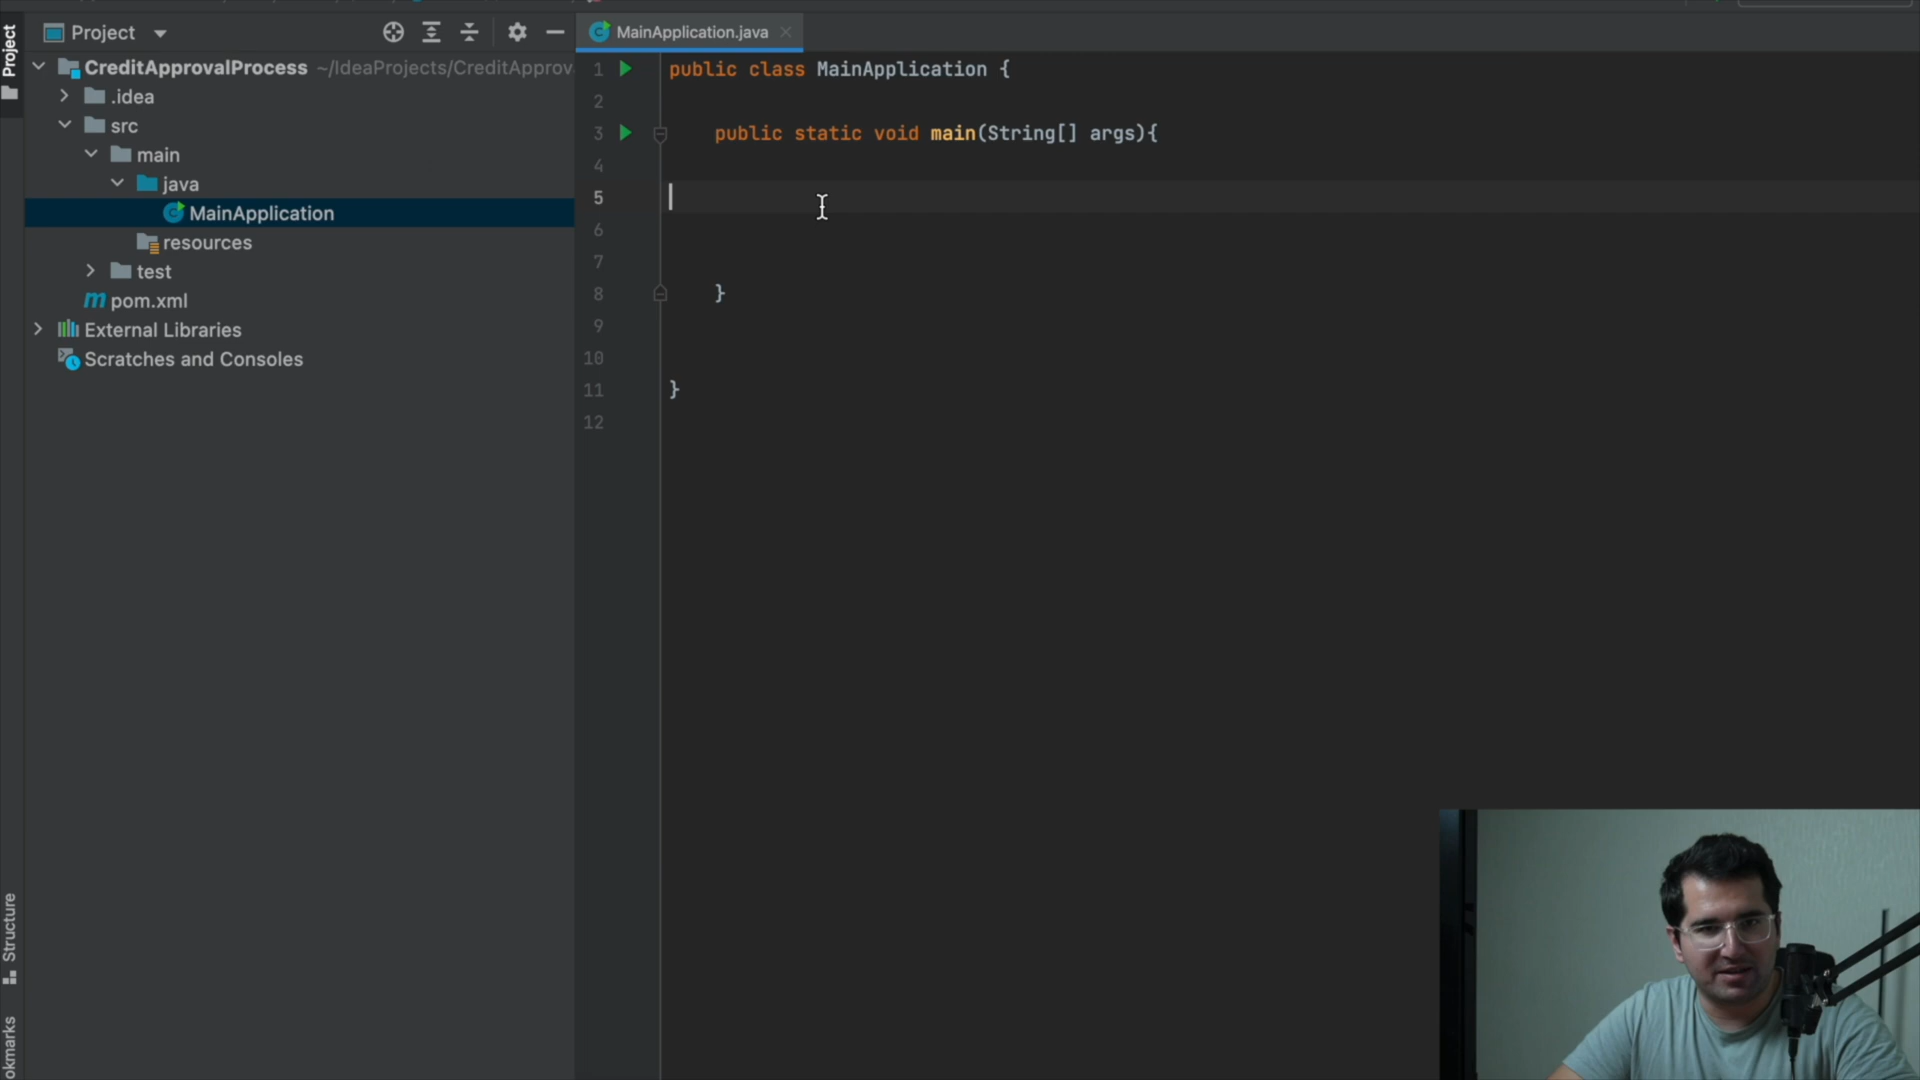 Project
Project
CreditApprovalProcess ~/IdeaProjects/CreditApprov
.idea
src
main
java
MainApplication
resources
test
pom.xml
External Libraries
Scratches and Consoles
Structure
okmarks
MainApplication.java
1 public class MainApplication {
2
3 public static void main(String[] args){
4
5
6
7
8 }
9
10
11 }
12